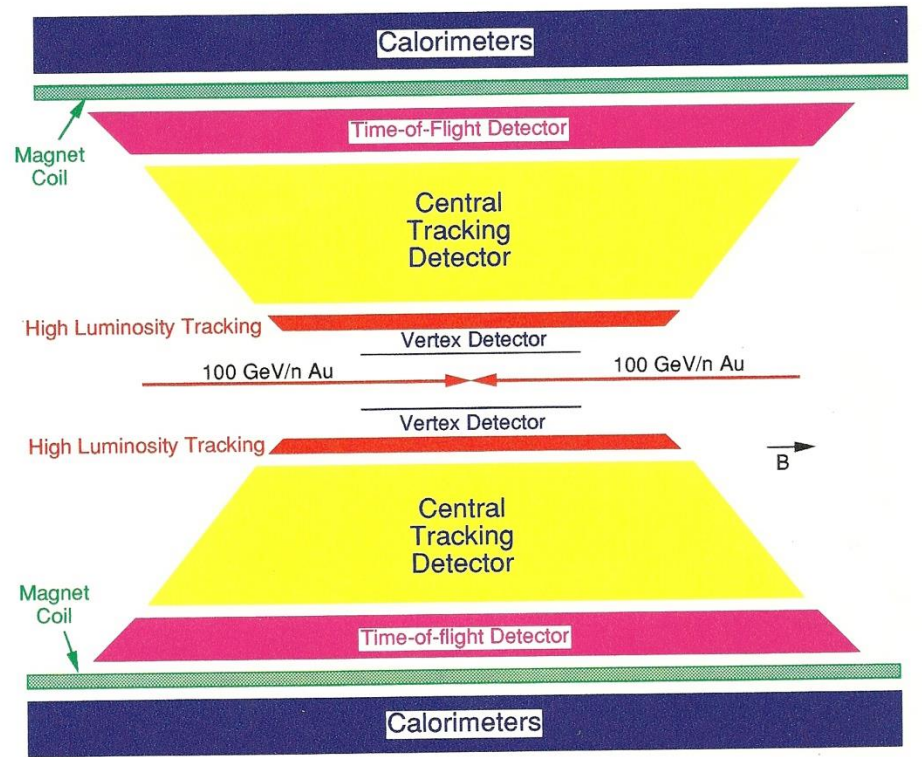 Calorimeters
Time-of-Flight Detector
Magnet
Coil
Central
Tracking
Detector
High Luminosity Tracking
Vertex Detector
100 GeV/n Au
100 GeV/n Au
Vertex Detector
High Luminosity Tracking
B
Central
Tracking
Detector
Magnet
Coil
Time-of-flight Detector
Calorimeters